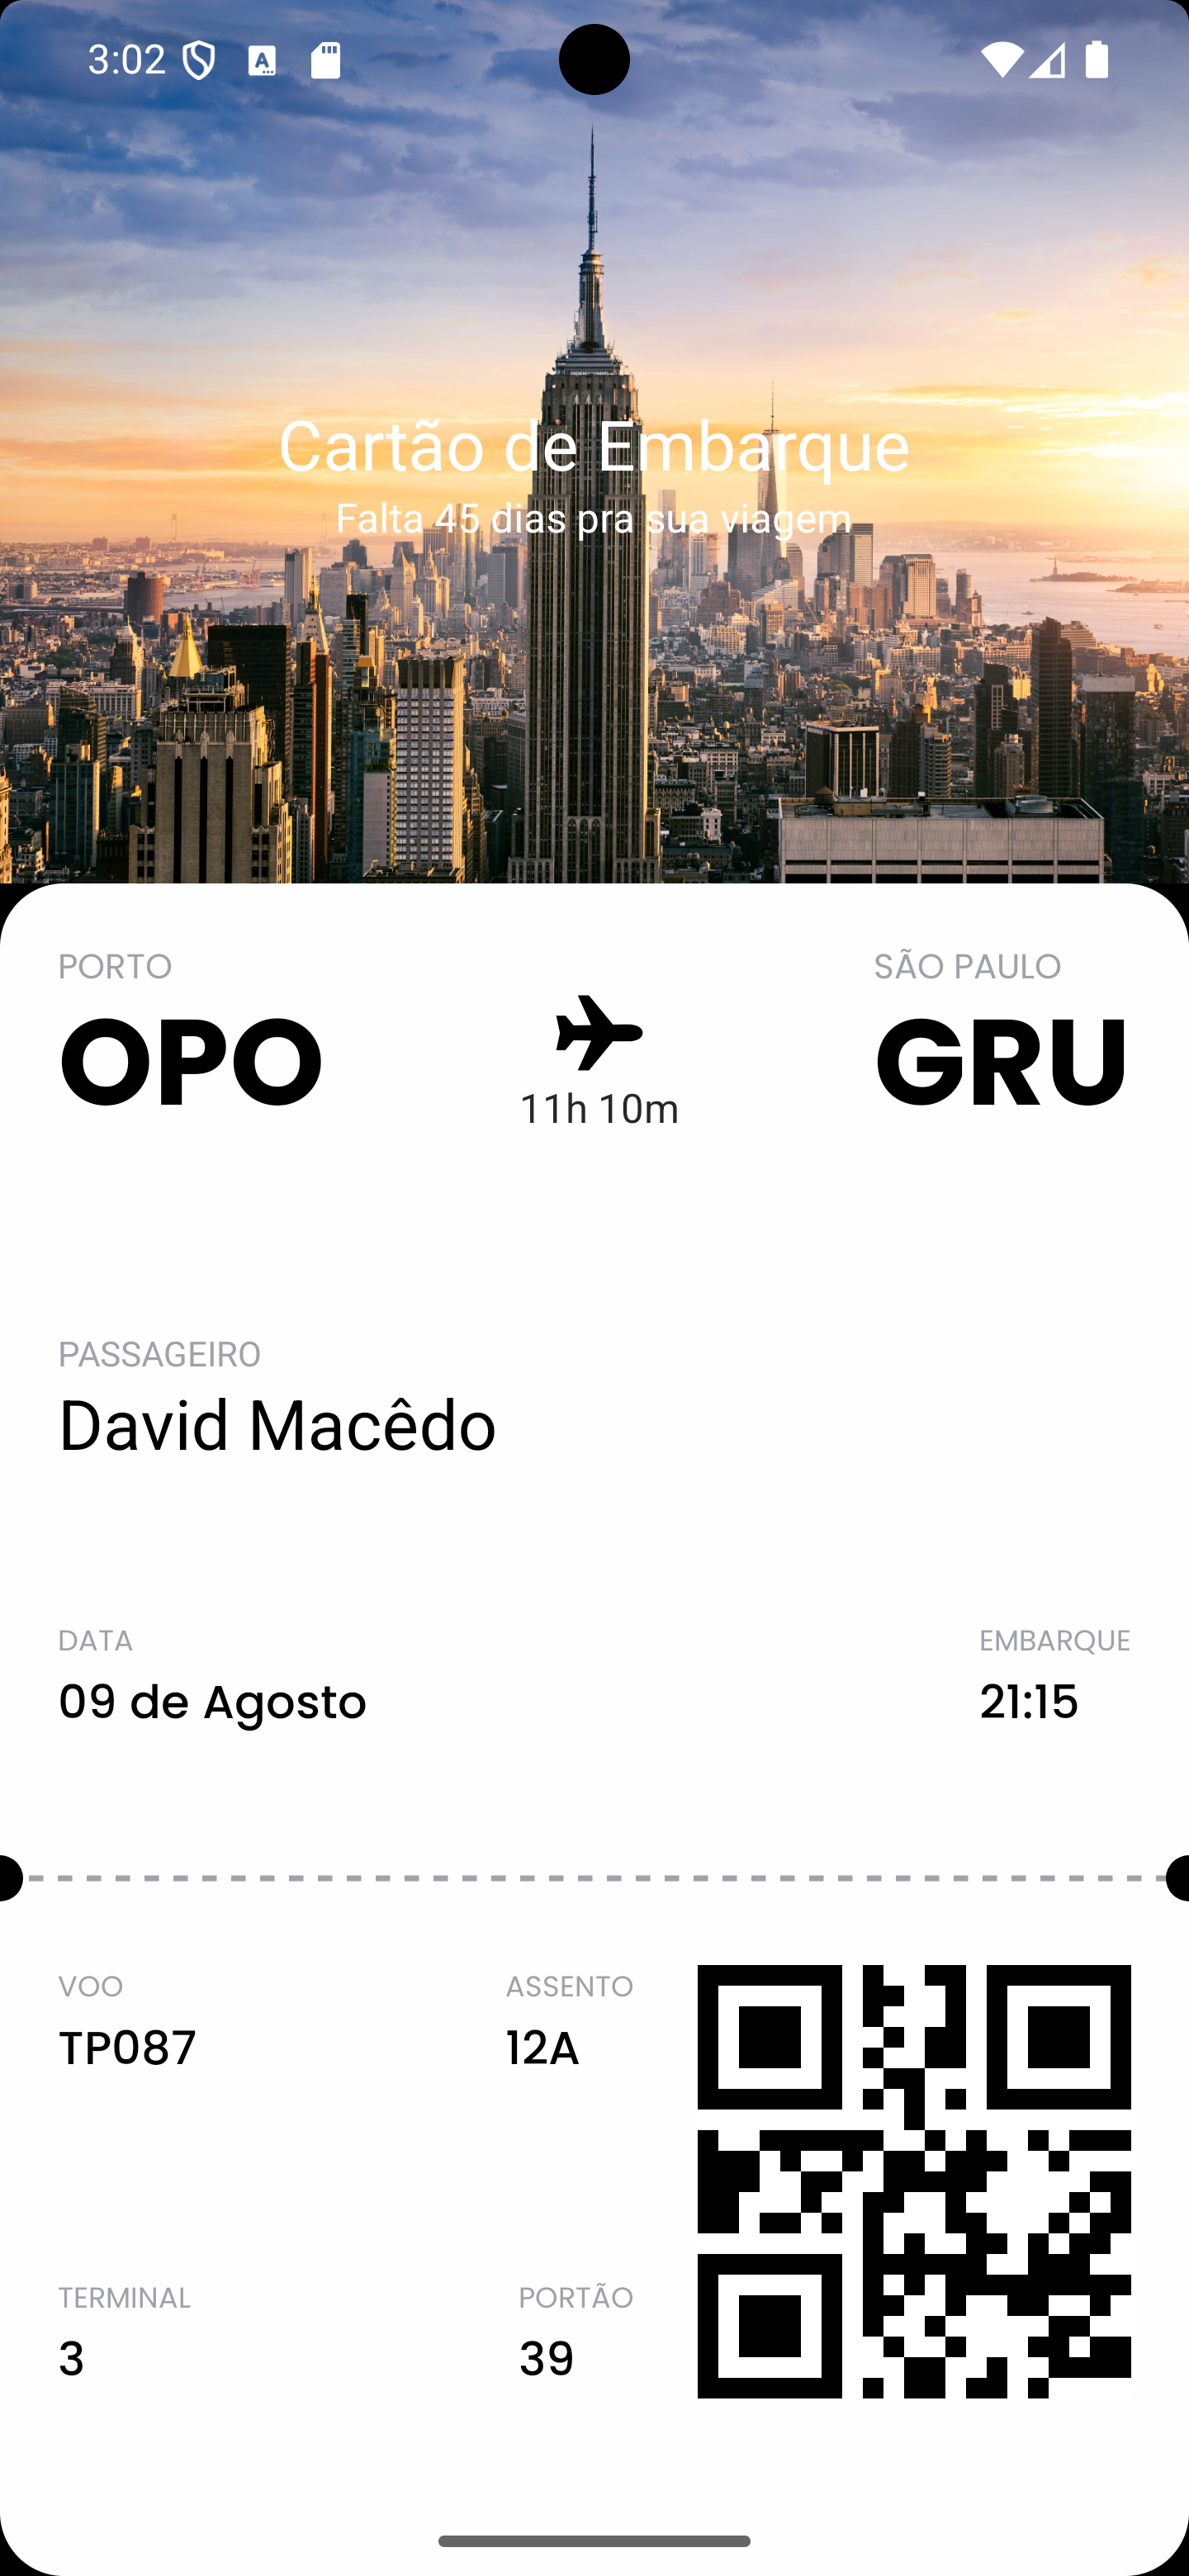 3:02
Cartão de Embarque
Falta 45 dias pra sua viagem
PORTO
SÃO PAULO
OPO
GRU
11h 10m
PASSAGEIRO
David Macêdo
DATA
EMBARQUE
09 de Agosto
21:15
VOO
ASSENTO
TP087
12A
TERMINAL
PORTÃO
3
39